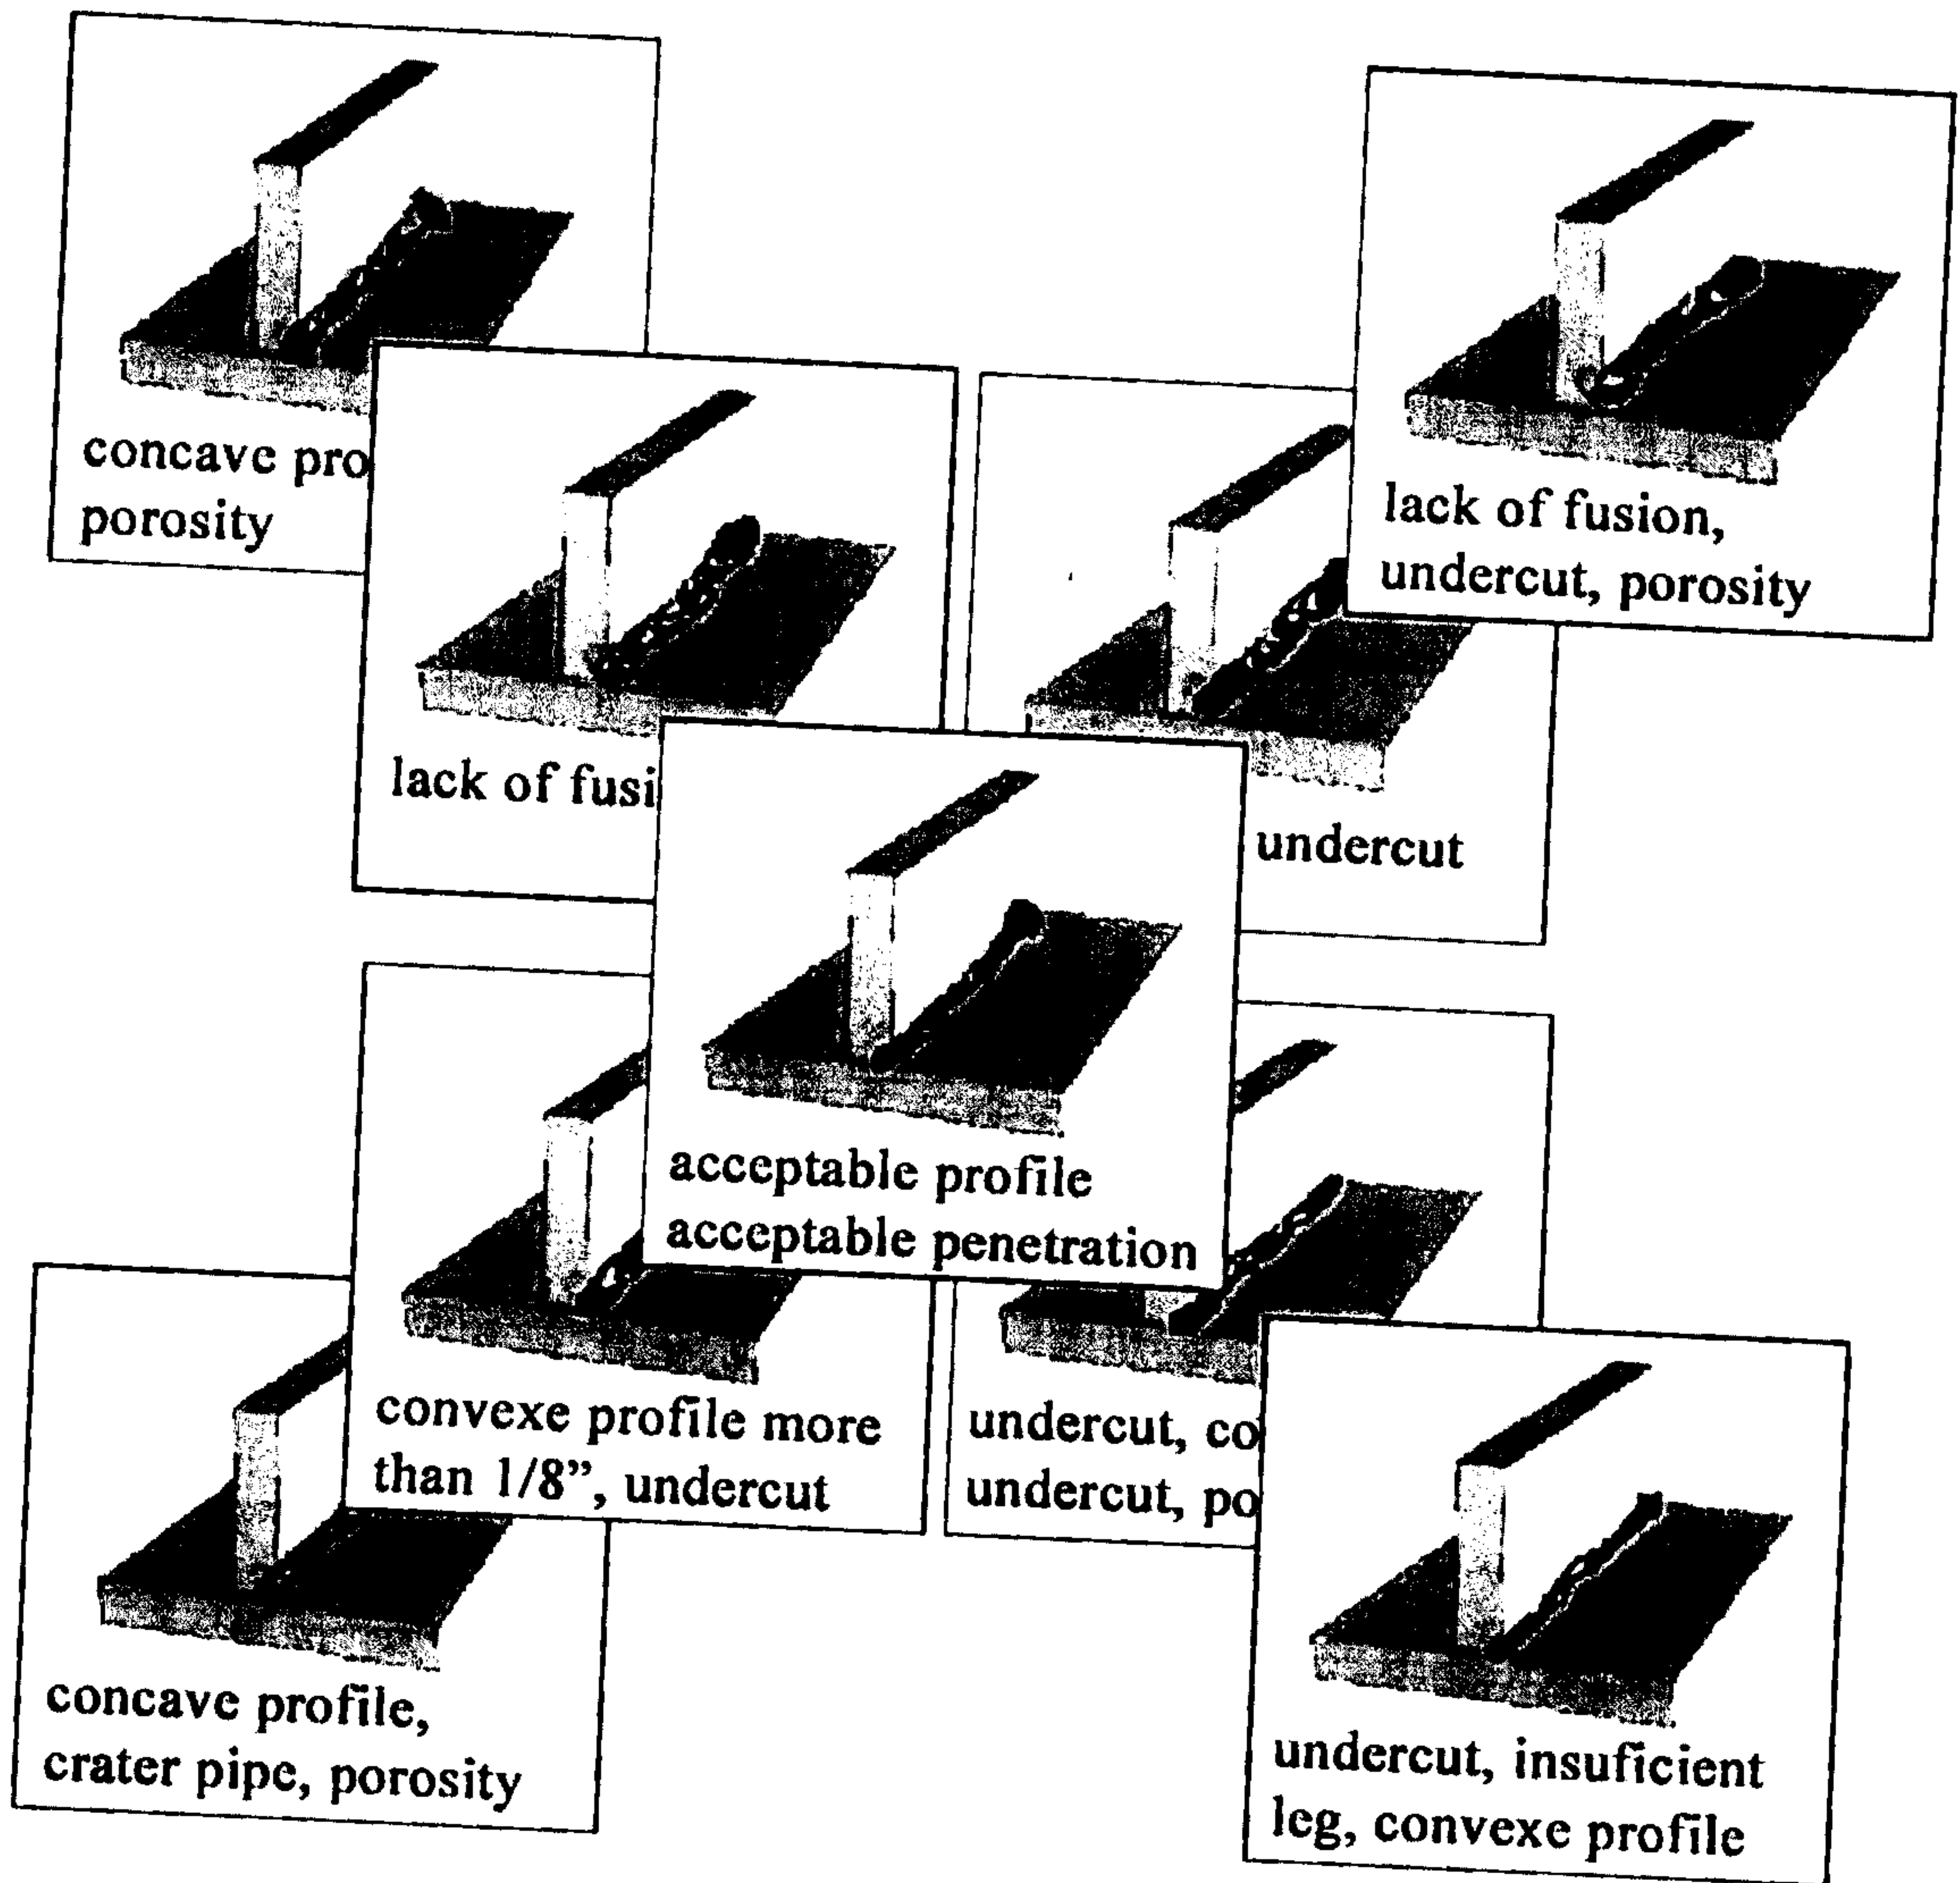 concave pro
porosity
lack of fusion,
undercut, porosity
lack of fusi
undercut
acceptable profile
acceptable penetration
convexe profile more
than 1/8”, undercut
undercut, co
undercut, po
concave profile,
crater pipe, porosity
undercut, insuficient
leg, convexe profile